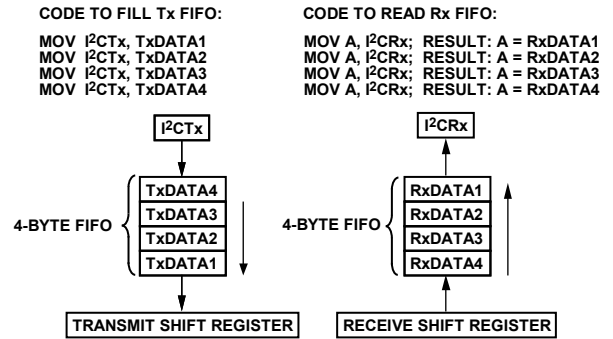 CODE TO FILL Tx FIFO:
MOV I²CTx, TxDATA1
MOV I²CTx, TxDATA2
MOV I²CTx, TxDATA3
MOV I²CTx, TxDATA4
I²CTx
4-BYTE FIFO
TxDATA4
TxDATA3
TxDATA2
TxDATA1
TRANSMIT SHIFT REGISTER
CODE TO READ Rx FIFO:
MOV A, I²CRx; RESULT: A = RxDATA1
MOV A, I²CRx; RESULT: A = RxDATA2
MOV A, I²CRx; RESULT: A = RxDATA3
MOV A, I²CRx; RESULT: A = RxDATA4
I²CRx
4-BYTE FIFO
RxDATA1
RxDATA2
RxDATA3
RxDATA4
RECEIVE SHIFT REGISTER